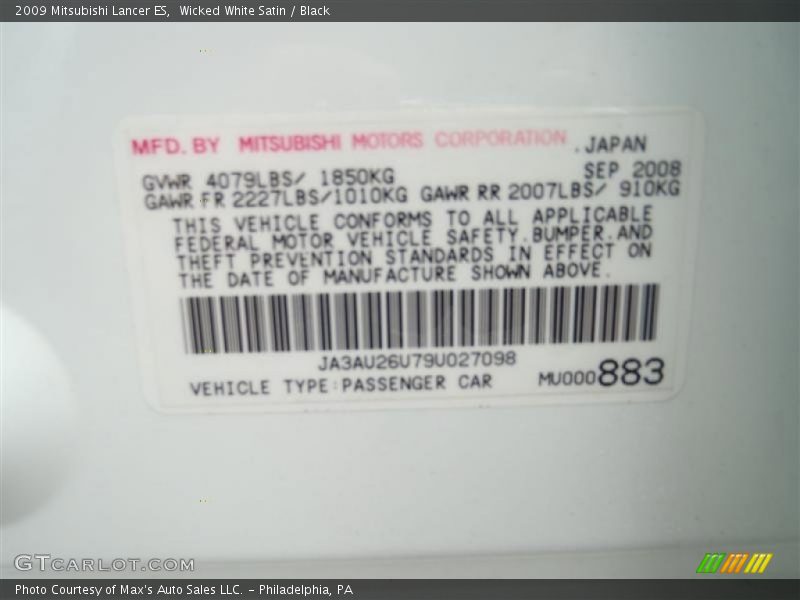 2009 Mitsubishi Lancer ES,  Wicked White Satin / Black
MFD. BY MITSUBISHI MOTORS CORPORATION . JAPAN
GVWR 4079LBS/ 1850KG SEP 2008
GAWR FR 2227LBS/1010KG GAWR RR 2007LBS/ 910KG
THIS VEHICLE CONFORMS TO ALL APPLICABLE
FEDERAL MOTOR VEHICLE SAFETY,BUMPER,AND
THEFT PREVENTION STANDARDS IN EFFECT ON
THE DATE OF MANUFACTURE SHOWN ABOVE.
JA3AU26U79U027098
VEHICLE TYPE:PASSENGER CAR MU000883
GTCARLOT.COM
Photo Courtesy of Max's Auto Sales LLC. - Philadelphia, PA